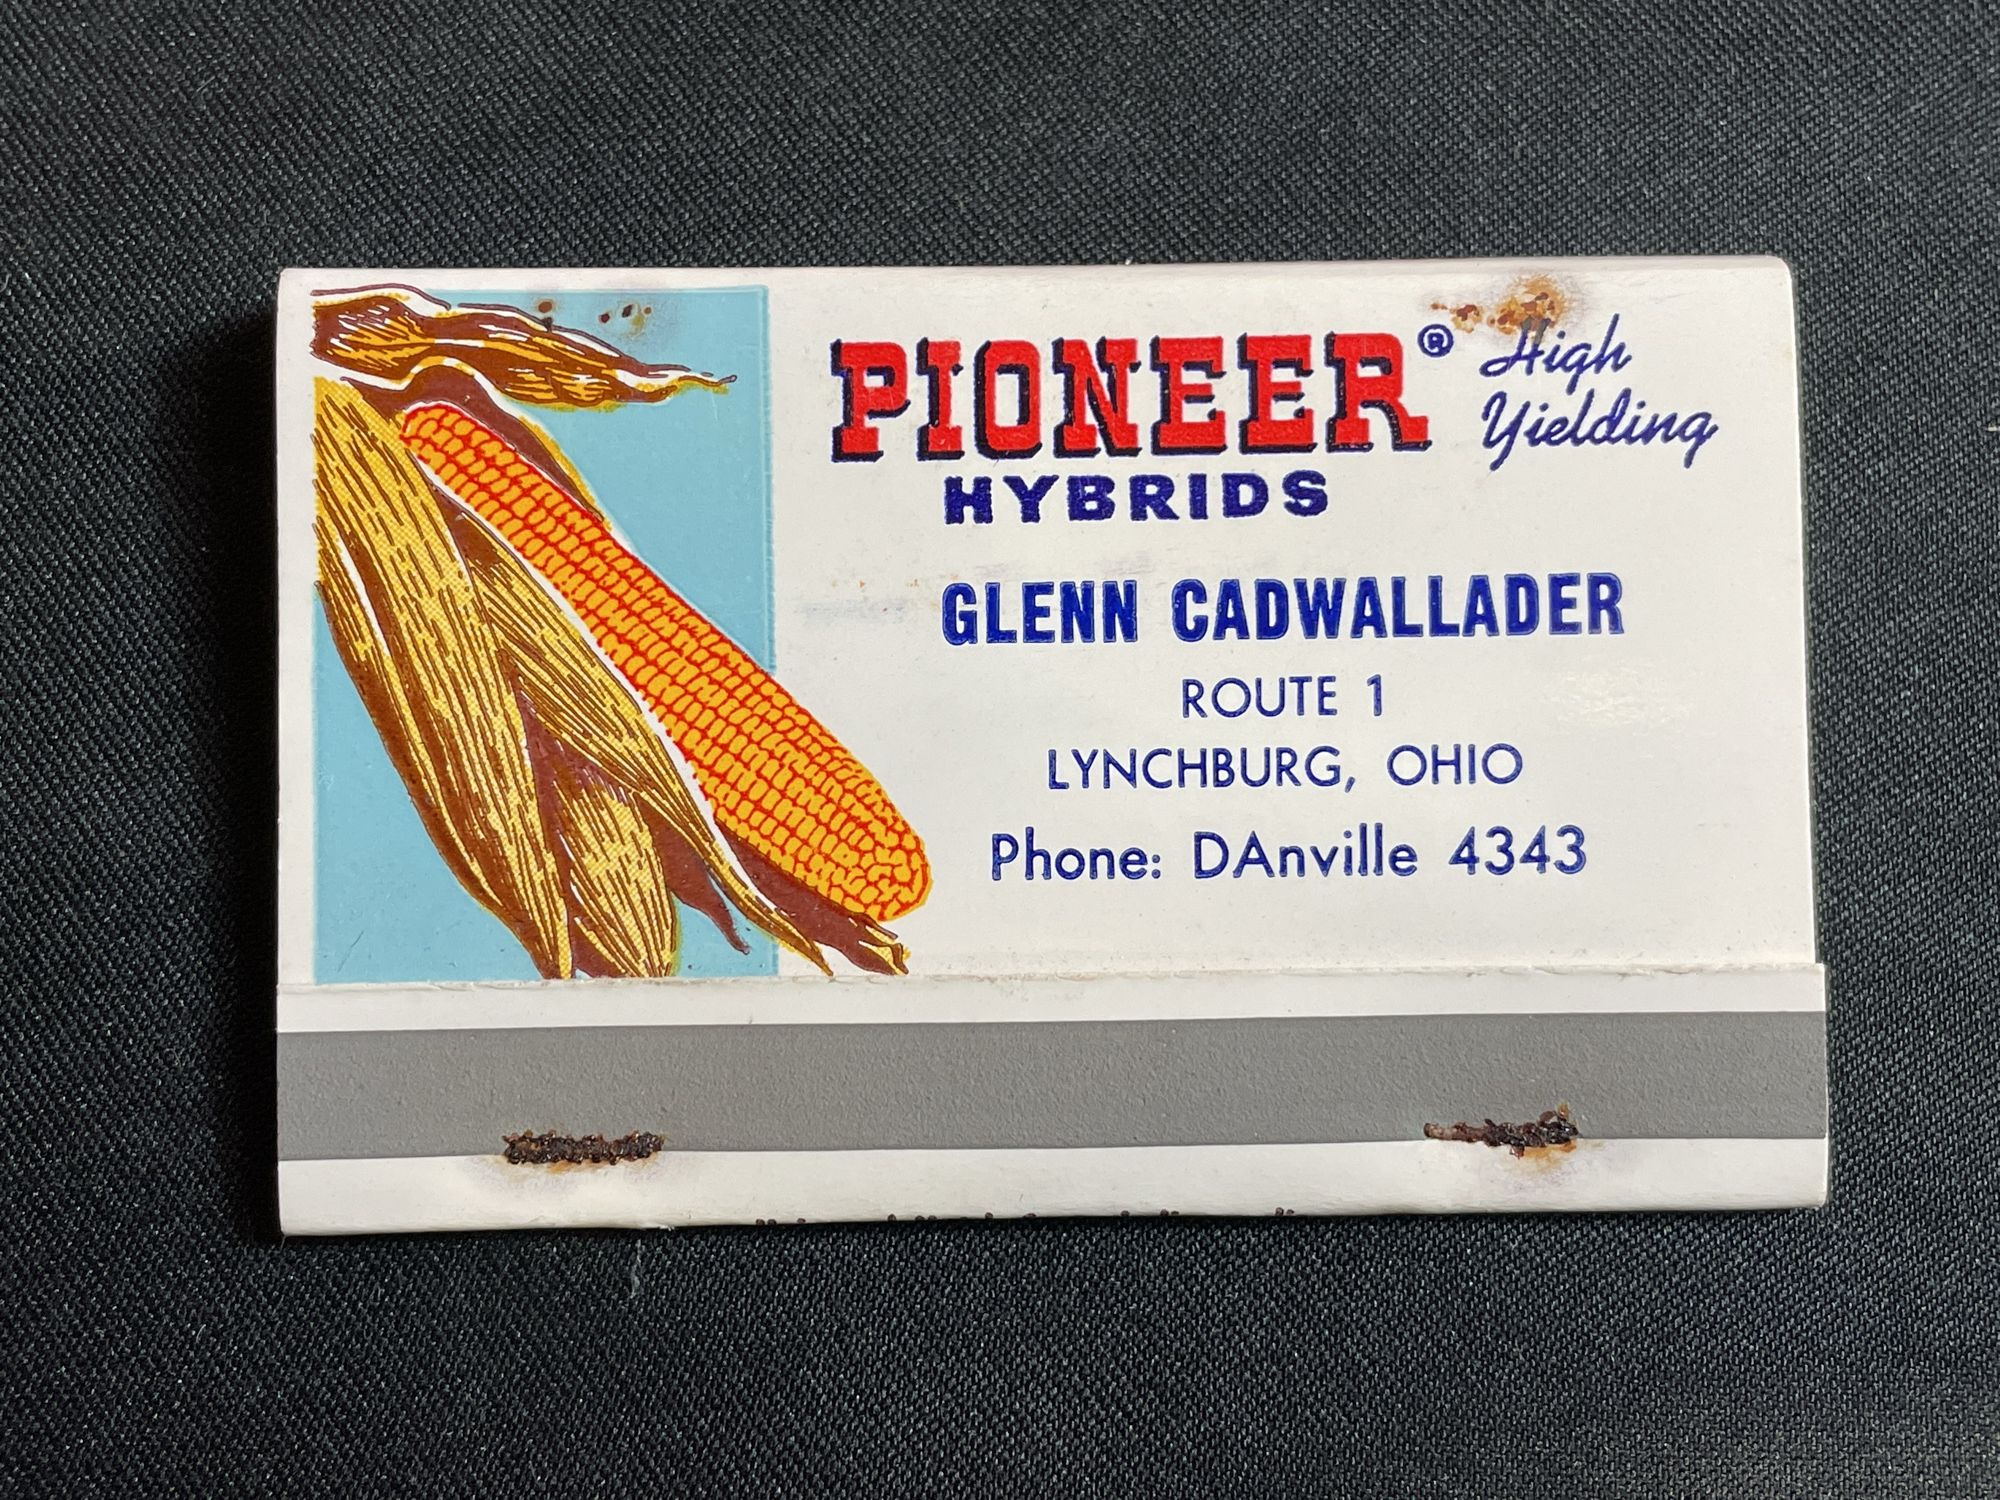 PIONEER® High Yielding
HYBRIDS
GLENN CADWALLADER
ROUTE 1
LYNCHBURG, OHIO
Phone: DAnville 4343